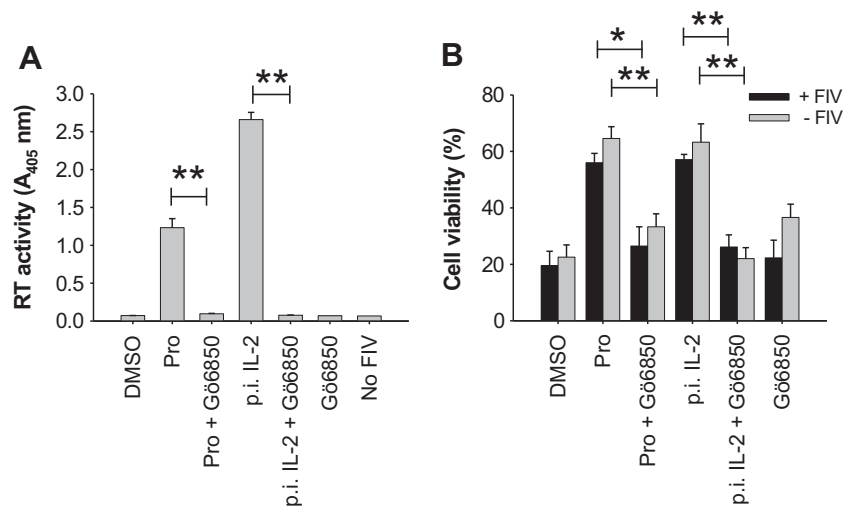 A
RT activity (A405 nm)
3.0
2.5
2.0
1.5
1.0
0.5
0.0
**
**
DMSO
Pro
Pro + Gö6850
p.i. IL-2
p.i. IL-2 + Gö6850
Gö6850
No FIV
B
Cell viability (%)
80
60
40
20
0
*
**
**
**
+ FIV
- FIV
DMSO
Pro
Pro + Gö6850
p.i. IL-2
p.i. IL-2 + Gö6850
Gö6850